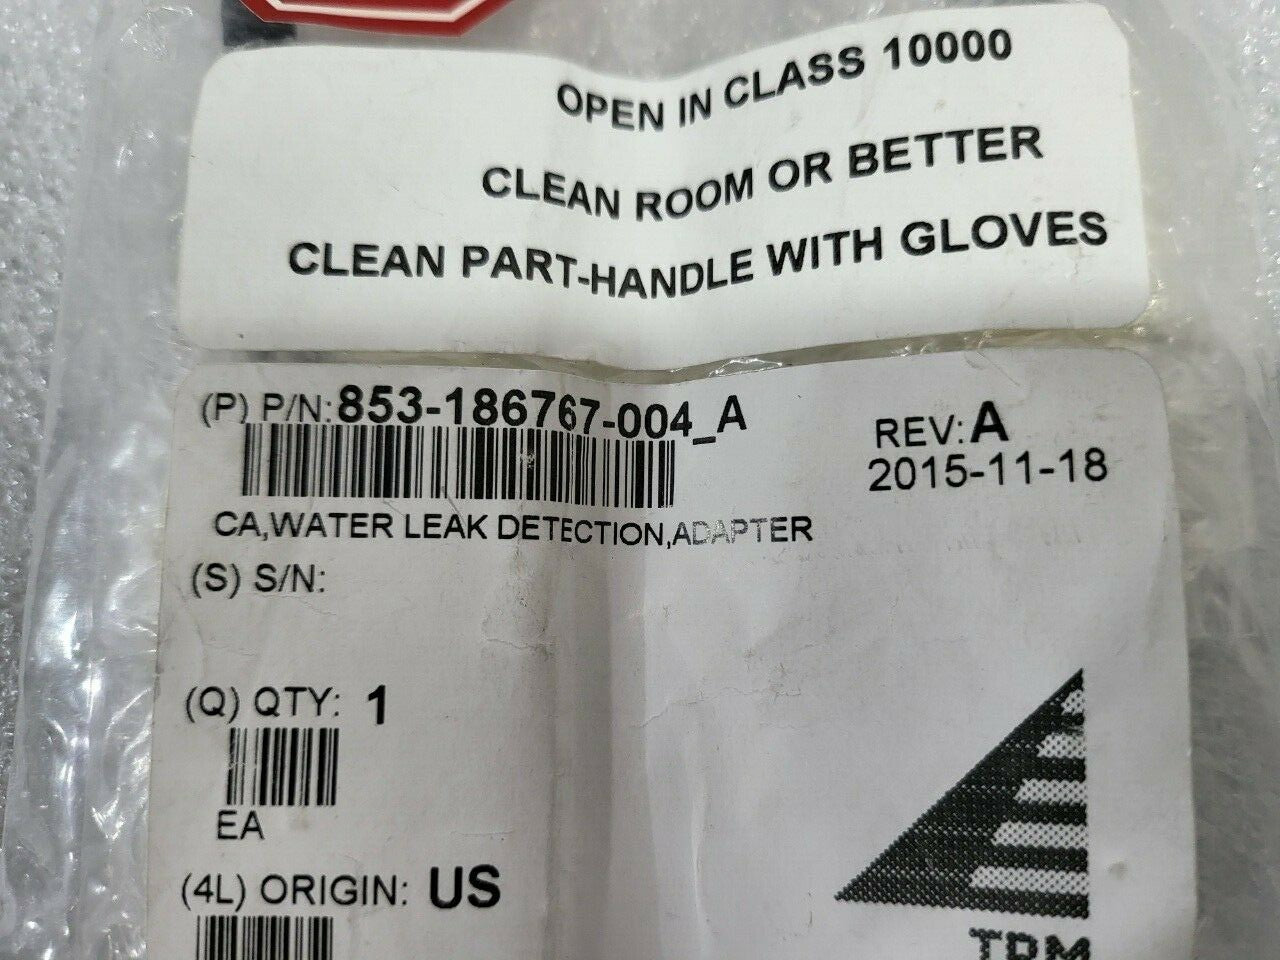 OPEN IN CLASS 10000
CLEAN ROOM OR BETTER
CLEAN PART-HANDLE WITH GLOVES
(P) P/N:853-186767-004_A
REV:A
2015-11-18
CA,WATER LEAK DETECTION,ADAPTER
(S) S/N:
(Q) QTY: 1
EA
(4L) ORIGIN: US